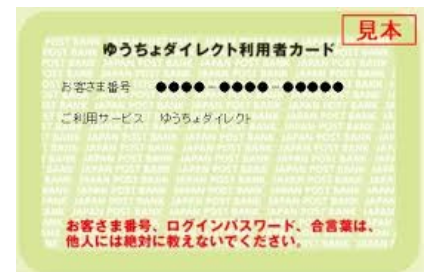 見本
ゆうちょダイレクト利用者カード
お客さま番号　●●●●-●●●●-●●●●●
ご利用サービス　ゆうちょダイレクト
お客さま番号、ログインパスワード、合言葉は、
他人には絶対に教えないでください。